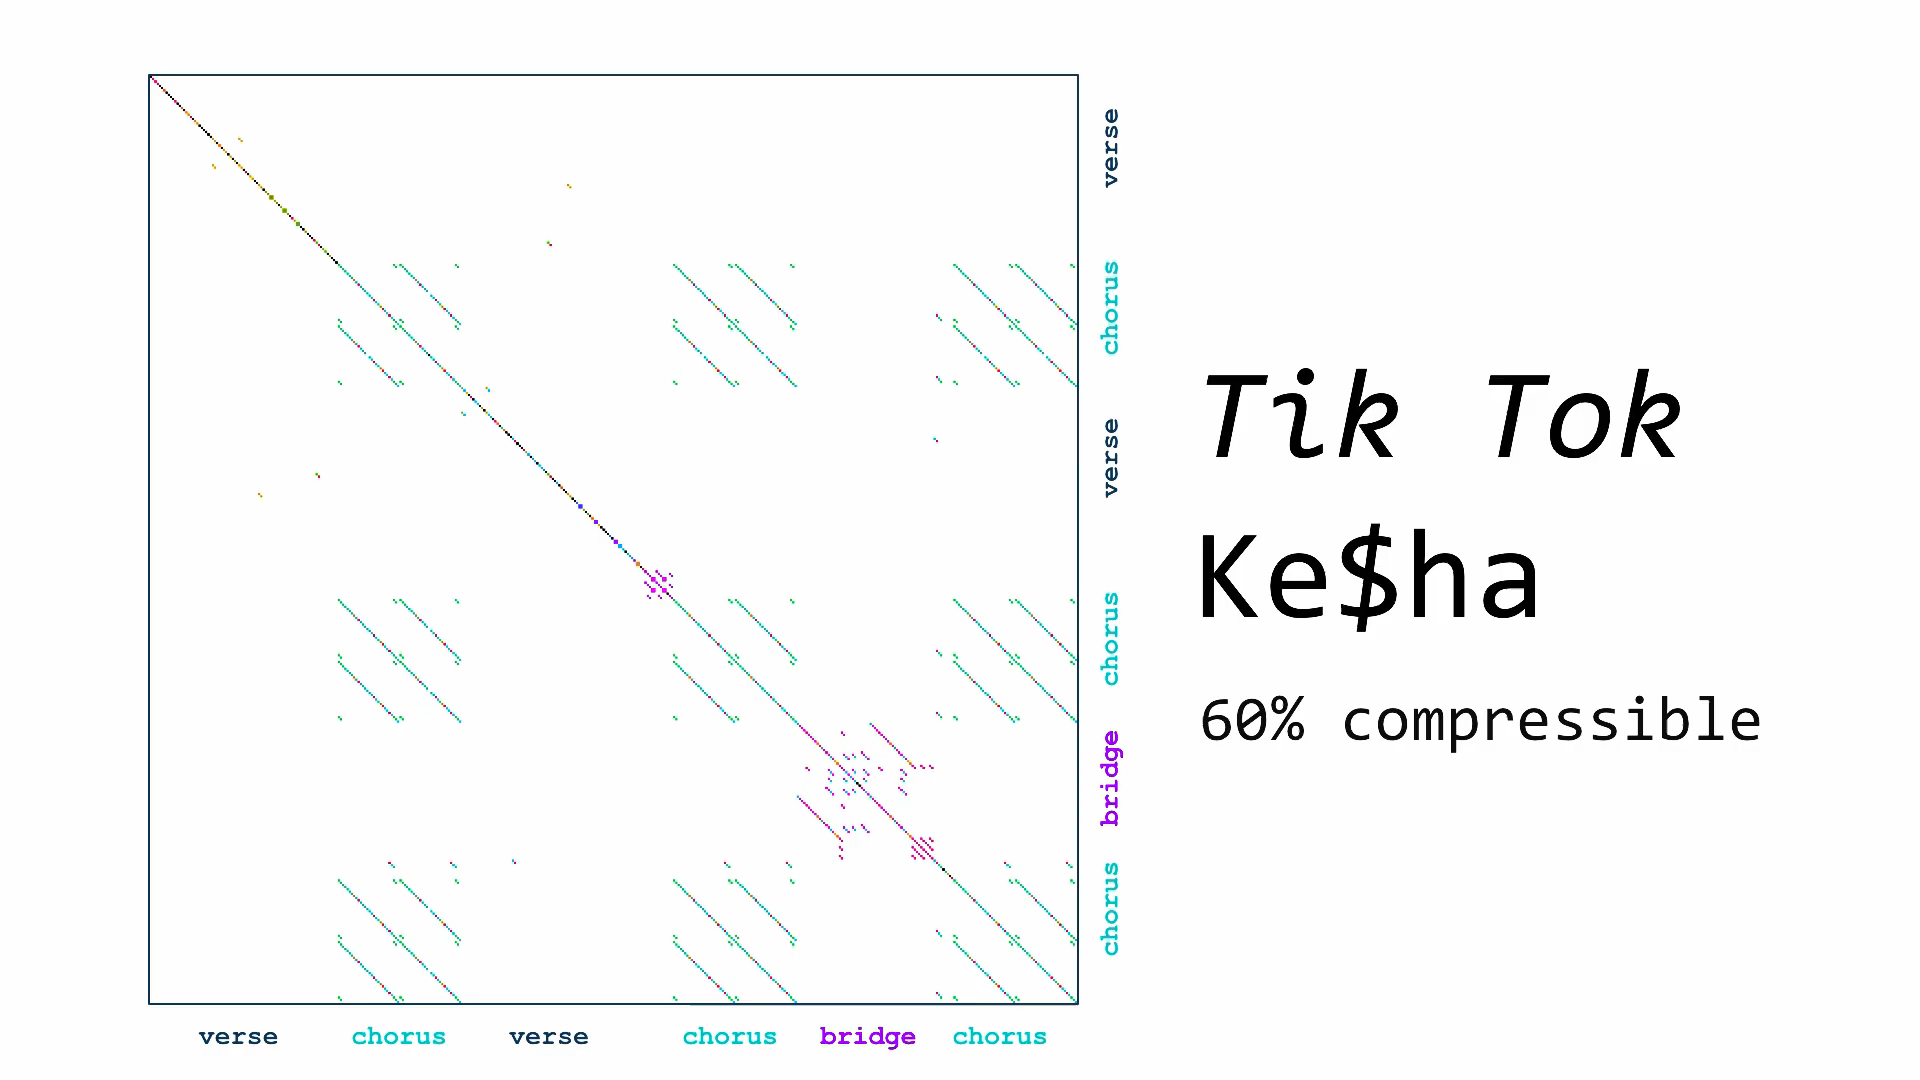 verse
chorus
verse
chorus
bridge
chorus
Tik Tok
Ke$ha
60% compressible
verse chorus verse chorus bridge chorus